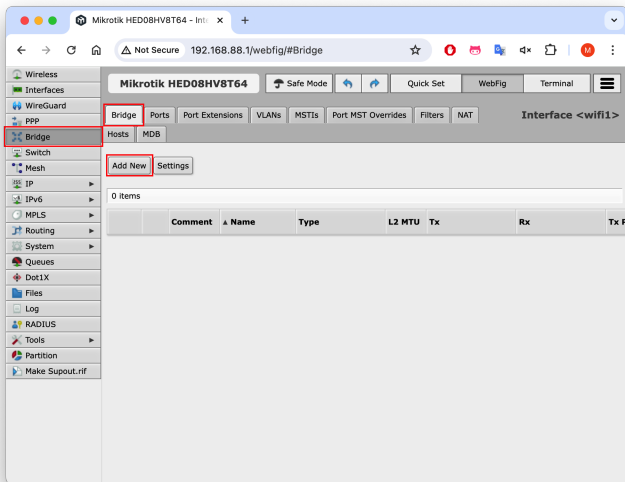 Mikrotik HED08HV8T64 - Inte
Not Secure 192.168.88.1/webfig/#Bridge
M
Wireless
Interfaces
WireGuard
PPP
Bridge
Switch
Mesh
IP
IPv6
MPLS
Routing
System
Queues
Dot1X
Files
Log
RADIUS
Tools
Partition
Make Supout.rif
Mikrotik HED08HV8T64
Safe Mode
Quick Set
WebFig
Terminal
Bridge Ports Port Extensions VLANs MSTIs Port MST Overrides Filters NAT
Interface <wifi1>
Hosts MDB
Add New Settings
0 items
Comment ▲ Name Type L2 MTU Tx Rx Tx P